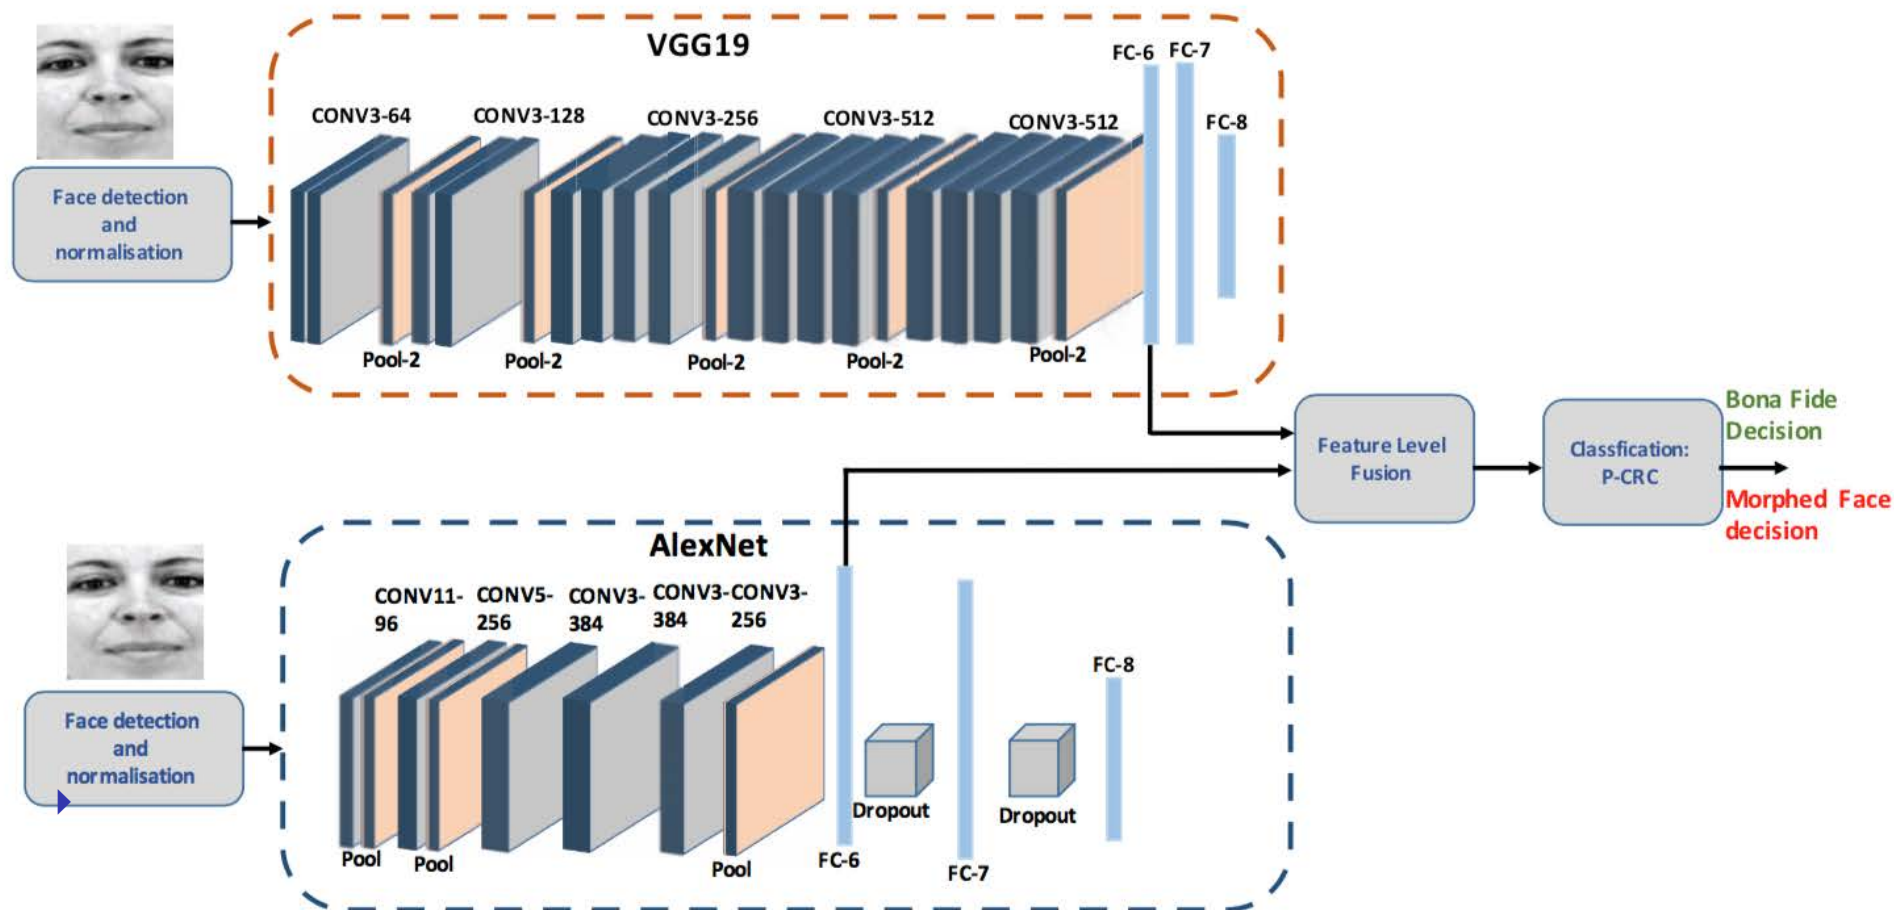 VGG19
FC-6 FC-7
CONV3-64
CONV3-128
CONV3-256
CONV3-512
CONV3-512
FC-8
Face detection
and
normalisation
Pool-2
Pool-2
Pool-2
Pool-2
Pool-2
Feature Level
Fusion
Classfication:
P-CRC
Bona Fide
Decision
Morphed Face
decision
AlexNet
CONV11-
96
CONV5-
256
CONV3-
384
CONV3-
384
CONV3-
256
FC-8
Face detection
and
normalisation
Dropout
Dropout
Pool
Pool
Pool
FC-6
FC-7